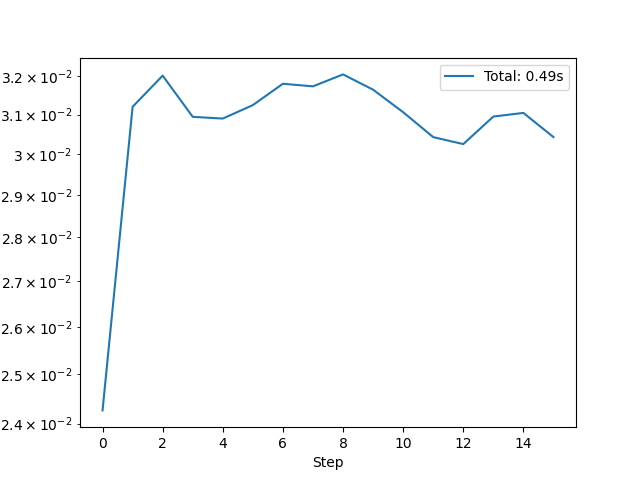 Total: 0.49s
3.2 × 10⁻²
3.1 × 10⁻²
3 × 10⁻²
2.9 × 10⁻²
2.8 × 10⁻²
2.7 × 10⁻²
2.6 × 10⁻²
2.5 × 10⁻²
2.4 × 10⁻²
0 2 4 6 8 10 12 14
Step